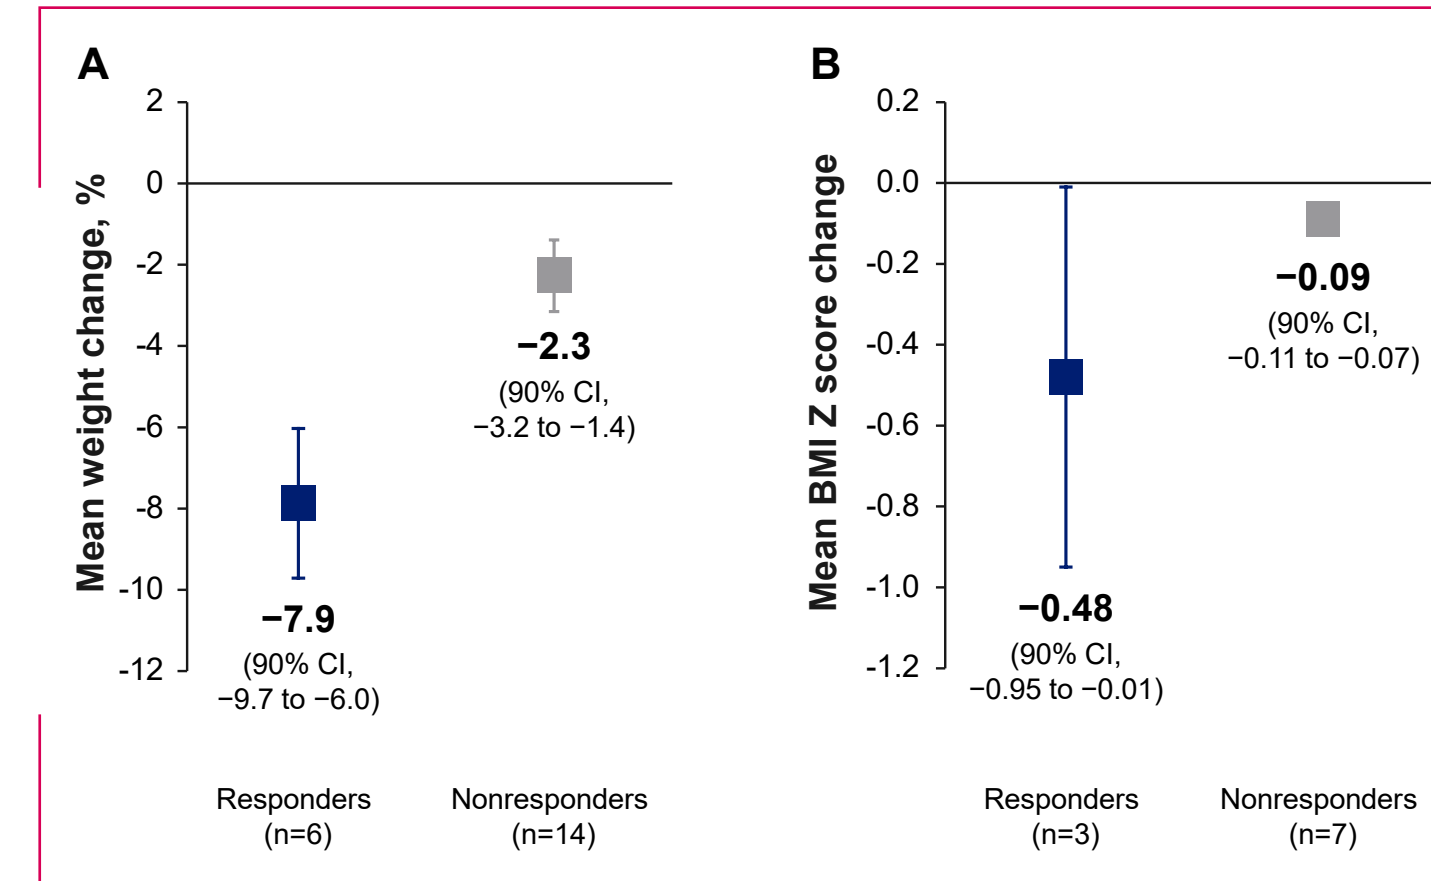 A
Mean weight change, %
2
0
-2
-4
-6
-8
-10
-12
−7.9
(90% CI,
−9.7 to −6.0)
−2.3
(90% CI,
−3.2 to −1.4)
Responders
(n=6)
Nonresponders
(n=14)
B
Mean BMI Z score change
0.2
0.0
-0.2
-0.4
-0.6
-0.8
-1.0
-1.2
−0.48
(90% CI,
−0.95 to −0.01)
−0.09
(90% CI,
−0.11 to −0.07)
Responders
(n=3)
Nonresponders
(n=7)